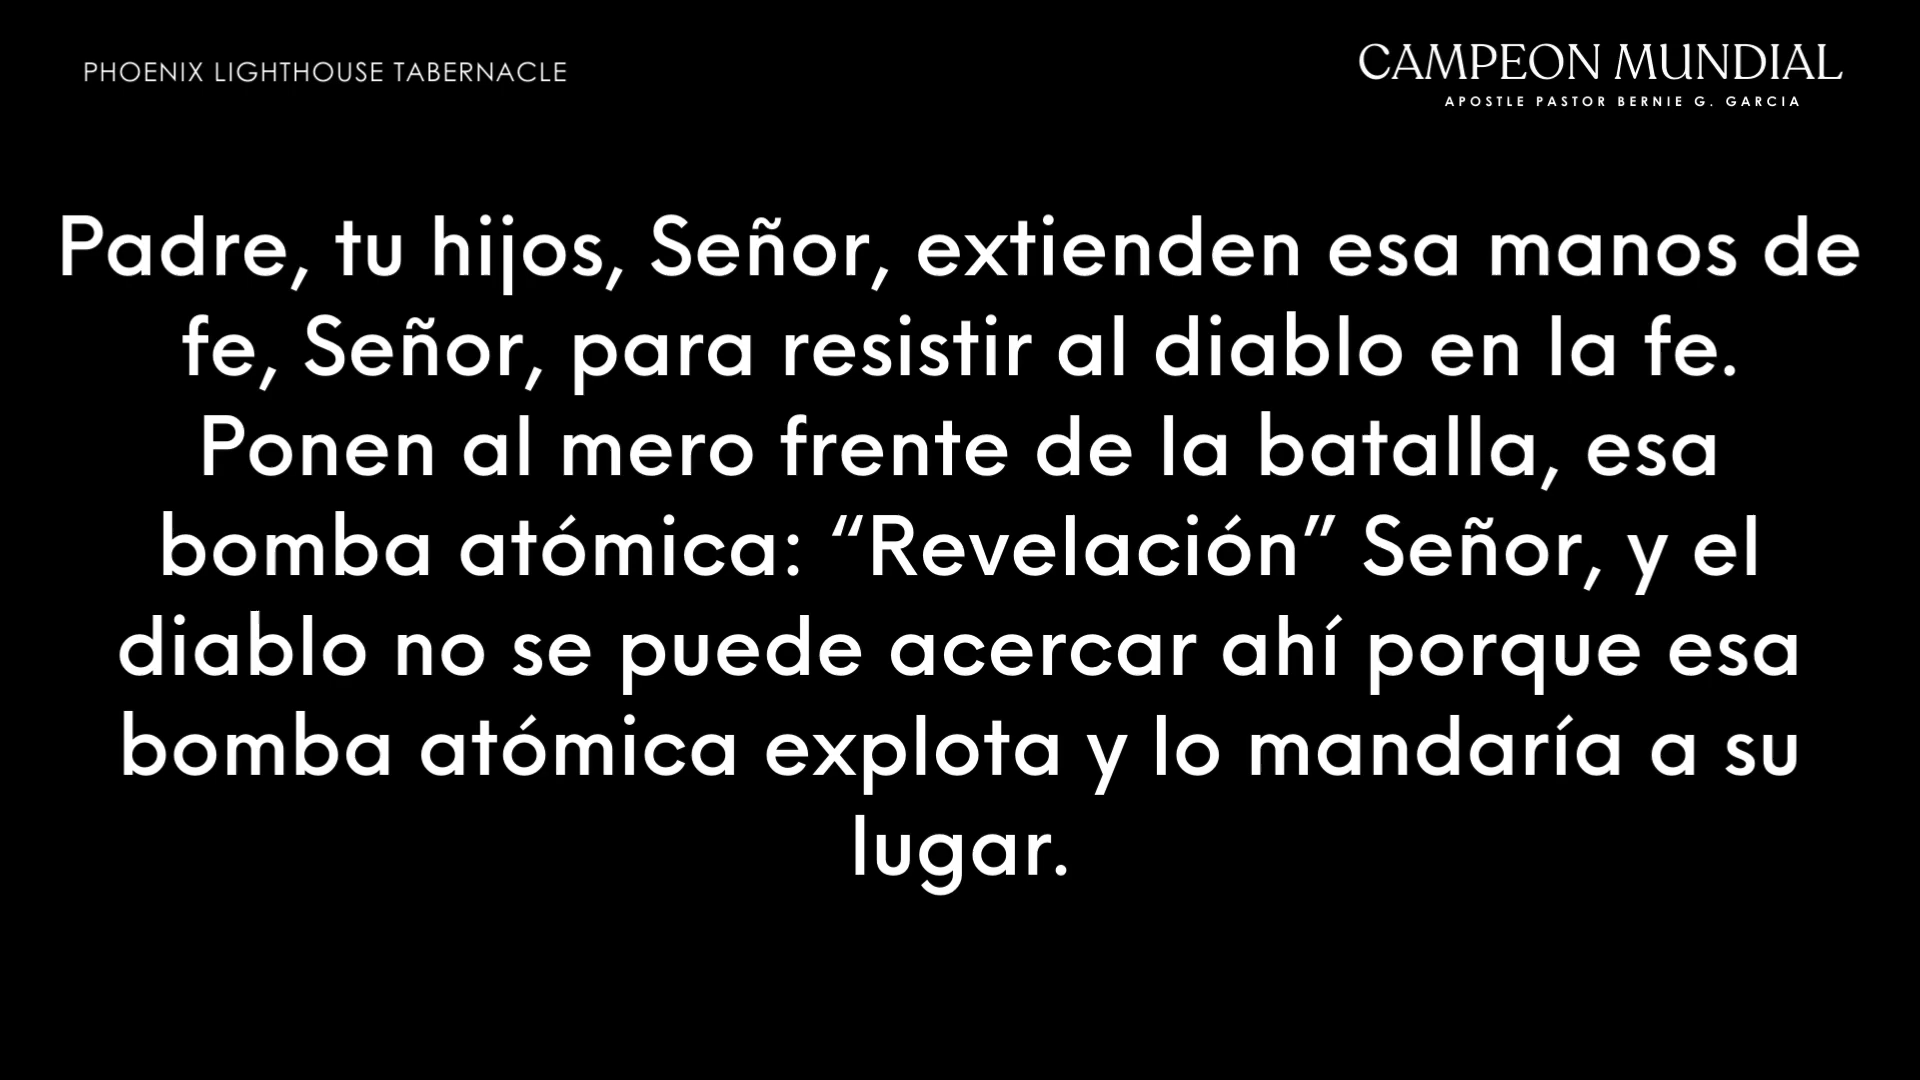 PHOENIX LIGHTHOUSE TABERNACLE
CAMPEON MUNDIAL
APOSTLE PASTOR BERNIE G. GARCIA
Padre, tu hijos, Señor, extienden esa manos de
fe, Señor, para resistir al diablo en la fe.
Ponen al mero frente de la batalla, esa
bomba atómica: “Revelación” Señor, y el
diablo no se puede acercar ahí porque esa
bomba atómica explota y lo mandaría a su
lugar.